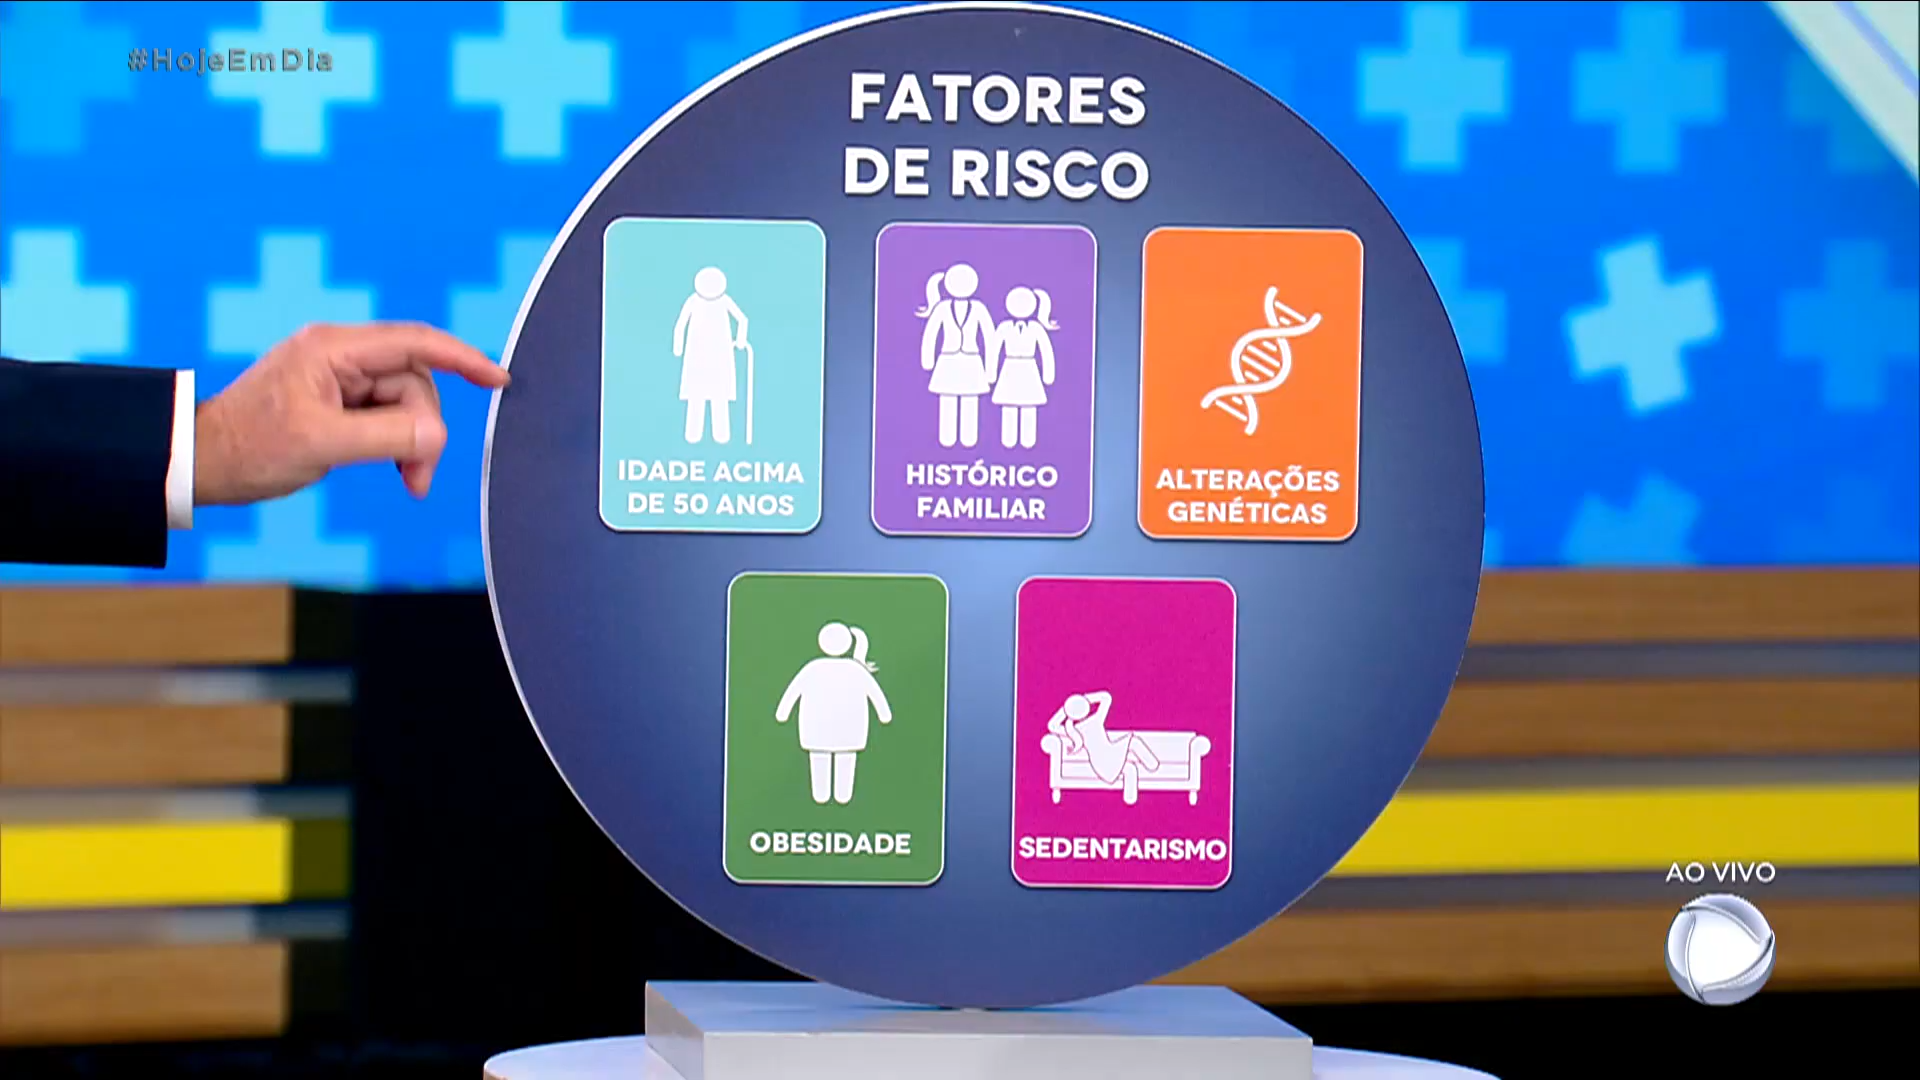 #HojeEmDia
FATORES
DE RISCO
IDADE ACIMA
DE 50 ANOS
HISTÓRICO
FAMILIAR
ALTERAÇÕES
GENÉTICAS
OBESIDADE
SEDENTARISMO
AO VIVO